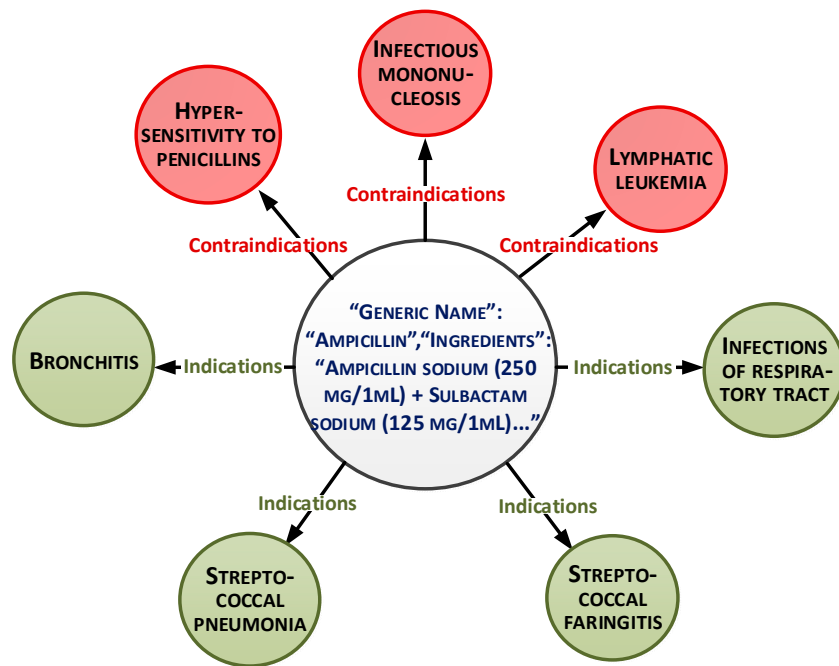 INFECTIOUS
MONONU-
CLEOSIS
HYPER-
SENSITIVITY TO
PENICILLINS
LYMPHATIC
LEUKEMIA
Contraindications
Contraindications
Contraindications
“GENERIC NAME”:
“AMPICILLIN”,“INGREDIENTS”:
“AMPICILLIN SODIUM (250
MG/1ML) + SULBACTAM
SODIUM (125 MG/1ML)...”
BRONCHITIS
Indications
Indications
INFECTIONS
OF RESPIRA-
TORY TRACT
Indications
Indications
STREPTO-
COCCAL
PNEUMONIA
STREPTO-
COCCAL
FARINGITIS